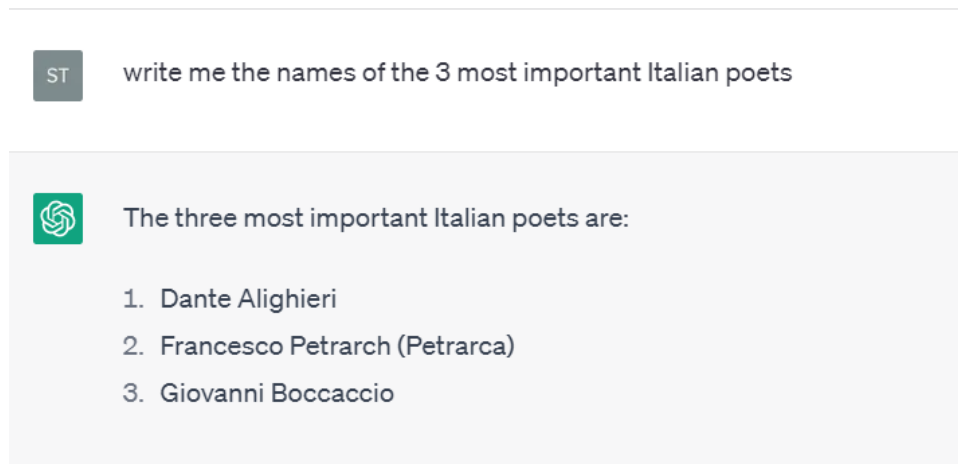 ST
write me the names of the 3 most important Italian poets
The three most important Italian poets are:
1. Dante Alighieri
2. Francesco Petrarch (Petrarca)
3. Giovanni Boccaccio